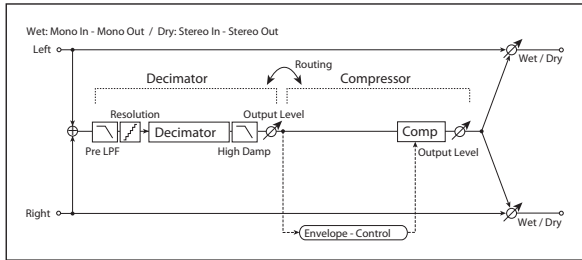 Wet: Mono In - Mono Out / Dry: Stereo In - Stereo Out
Left
Wet / Dry
Routing
Decimator
Compressor
Resolution
Output Level
Decimator
Comp
Pre LPF
High Damp
Output Level
Right
Wet / Dry
Envelope - Control